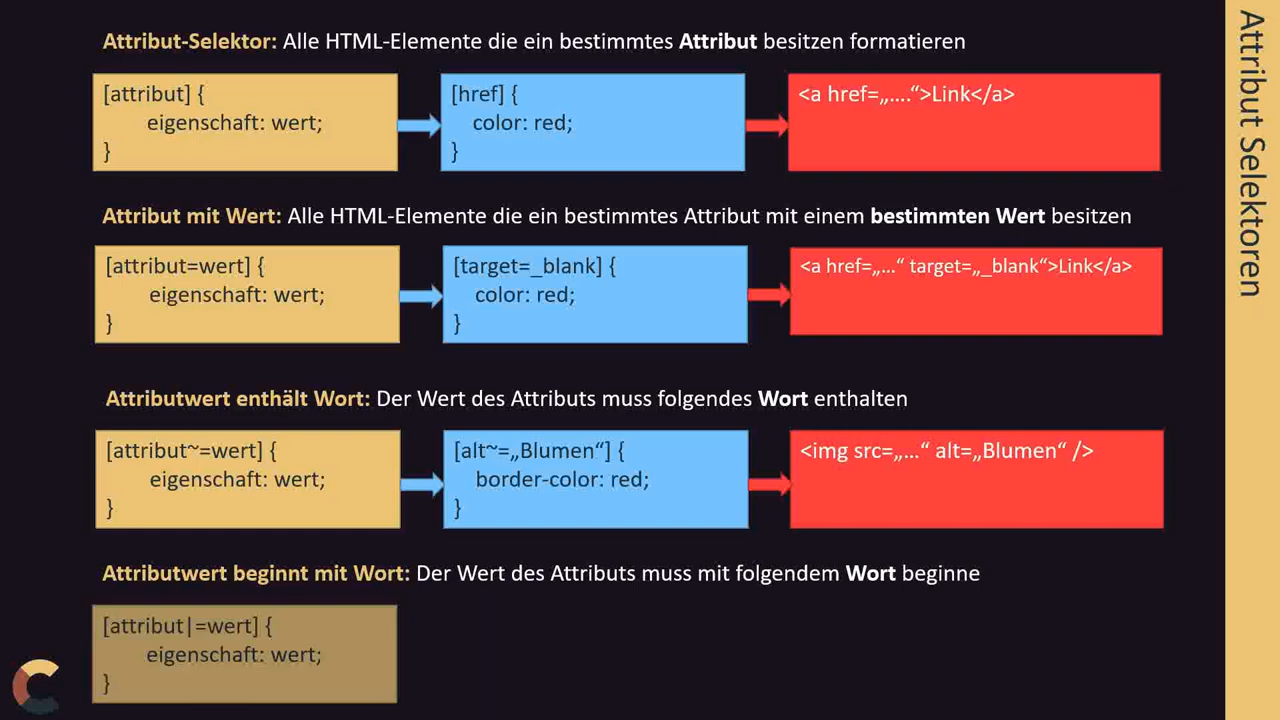 Attribut-Selektor: Alle HTML-Elemente die ein bestimmtes Attribut besitzen formatieren
[attribut] {
eigenschaft: wert;
}
[href] {
color: red;
}
<a href=„….“>Link</a>
Attribut mit Wert: Alle HTML-Elemente die ein bestimmtes Attribut mit einem bestimmten Wert besitzen
[attribut=wert] {
eigenschaft: wert;
}
[target=_blank] {
color: red;
}
<a href=„…“ target=„_blank“>Link</a>
Attributwert enthält Wort: Der Wert des Attributs muss folgendes Wort enthalten
[attribut~=wert] {
eigenschaft: wert;
}
[alt~=„Blumen“] {
border-color: red;
}
<img src=„…“ alt=„Blumen“ />
Attributwert beginnt mit Wort: Der Wert des Attributs muss mit folgendem Wort beginne
[attribut|=wert] {
eigenschaft: wert;
}
Attribut Selektoren